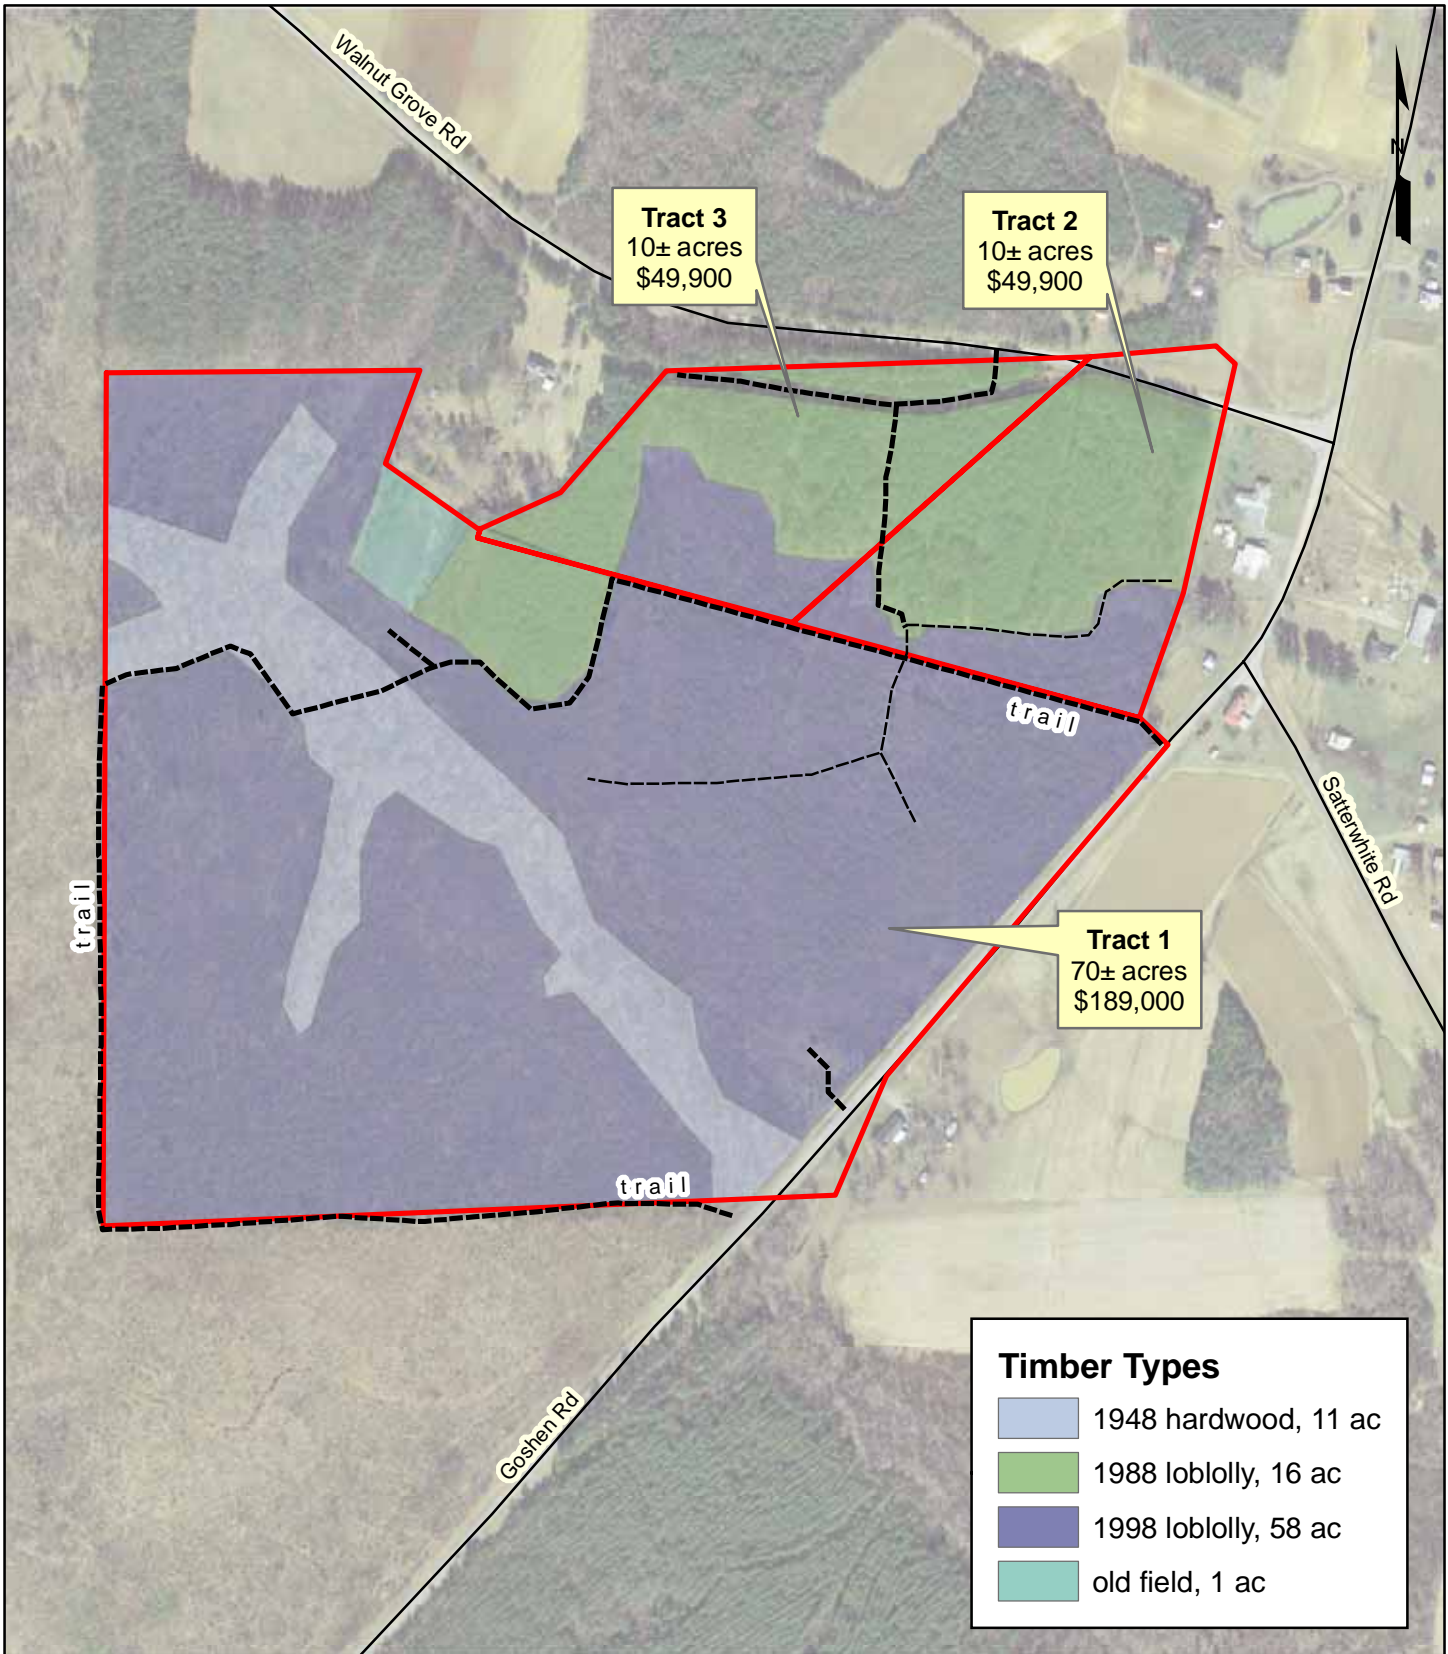 Walnut Grove Rd
N
Tract 3
10± acres
$49,900
Tract 2
10± acres
$49,900
trail
Satterwhite Rd
trail
Tract 1
70± acres
$189,000
trail
Goshen Rd
Timber Types
1948 hardwood, 11 ac
1988 loblolly, 16 ac
1998 loblolly, 58 ac
old field, 1 ac